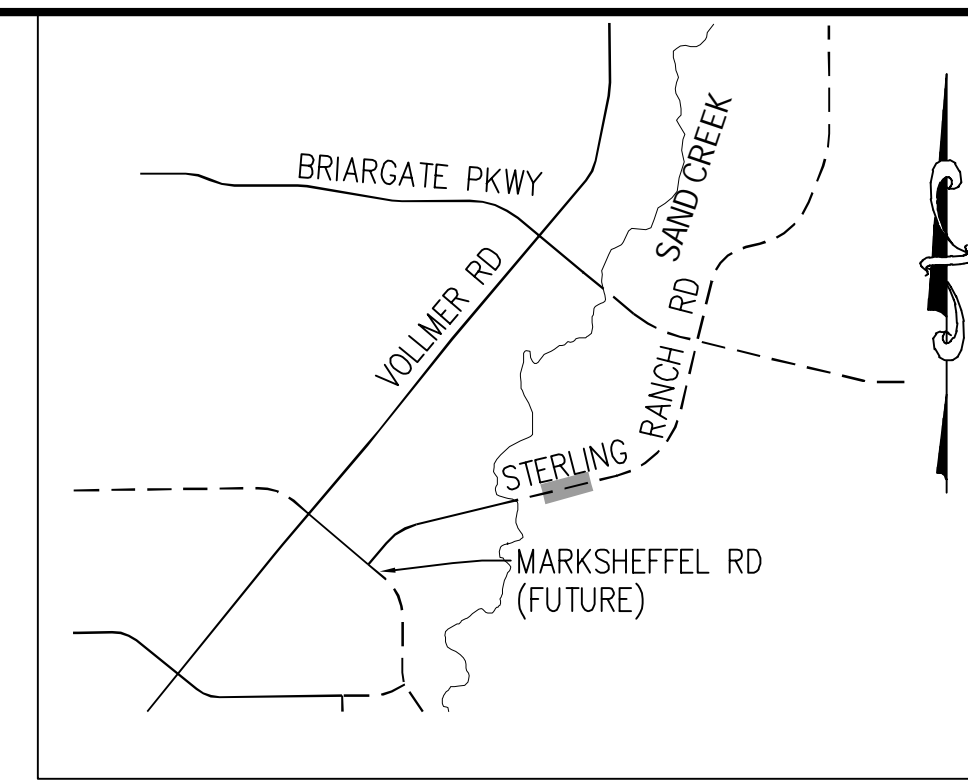 BRIARGATE PKWY
SAND CREEK
VOLLMER RD
STERLING RANCH RD
MARKSHEFFEL RD
(FUTURE)